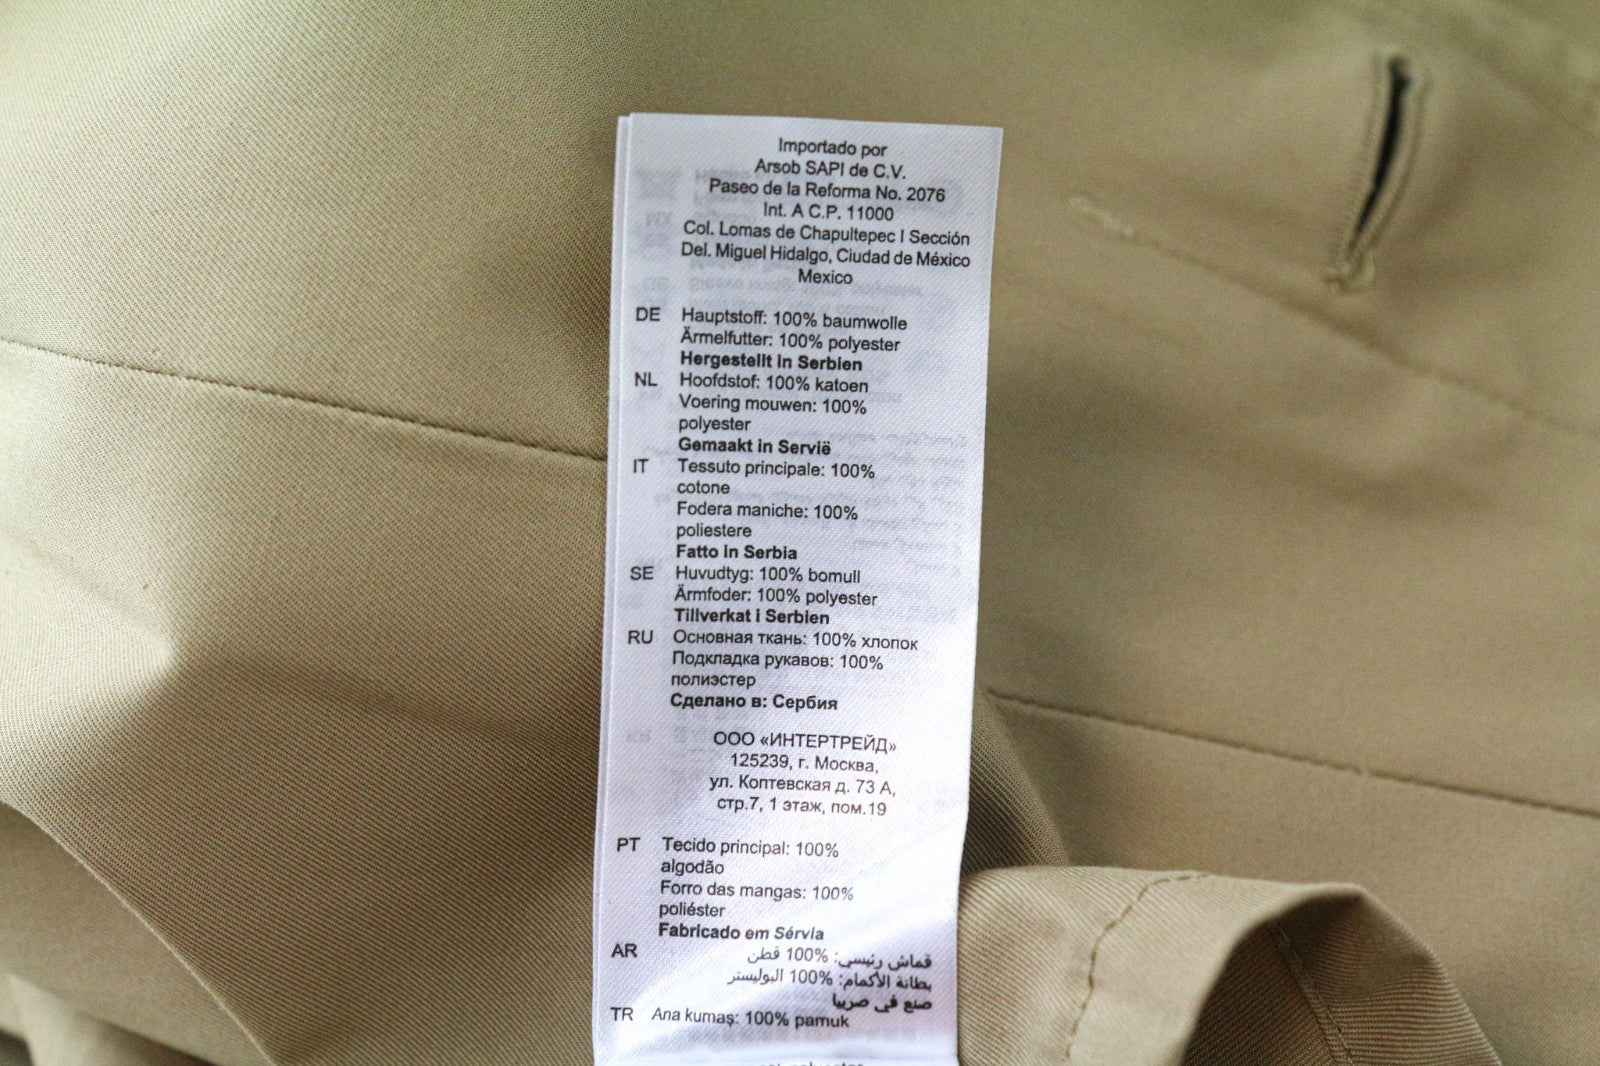 Importado por
Arsob SAPI de C.V.
Paseo de la Reforma No. 2076
Int. A C.P. 11000
Col. Lomas de Chapultepec I Sección
Del. Miguel Hidalgo, Ciudad de México
Mexico
DE Hauptstoff: 100% baumwolle
Ärmelfutter: 100% polyester
Hergestellt in Serbien
NL Hoofdstof: 100% katoen
Voering mouwen: 100%
polyester
Gemaakt in Servië
IT Tessuto principale: 100%
cotone
Fodera maniche: 100%
poliestere
Fatto in Serbia
SE Huvudtyg: 100% bomull
Ärmfoder: 100% polyester
Tillverkat i Serbien
RU Основная ткань: 100% хлопок
Подкладка рукавов: 100%
полиэстер
Сделано в: Сербия
ООО «ИНТЕРТРЕЙД»
125239, г. Москва,
ул. Коптевская д. 73 А,
стр.7, 1 этаж, пом.19
PT Tecido principal: 100%
algodão
Forro das mangas: 100%
poliéster
Fabricado em Sérvia
AR قماش رئيسي: 100% قطن
بطانة الأكمام: 100% البوليستر
صنع في صربيا
TR Ana kumaş: 100% pamuk